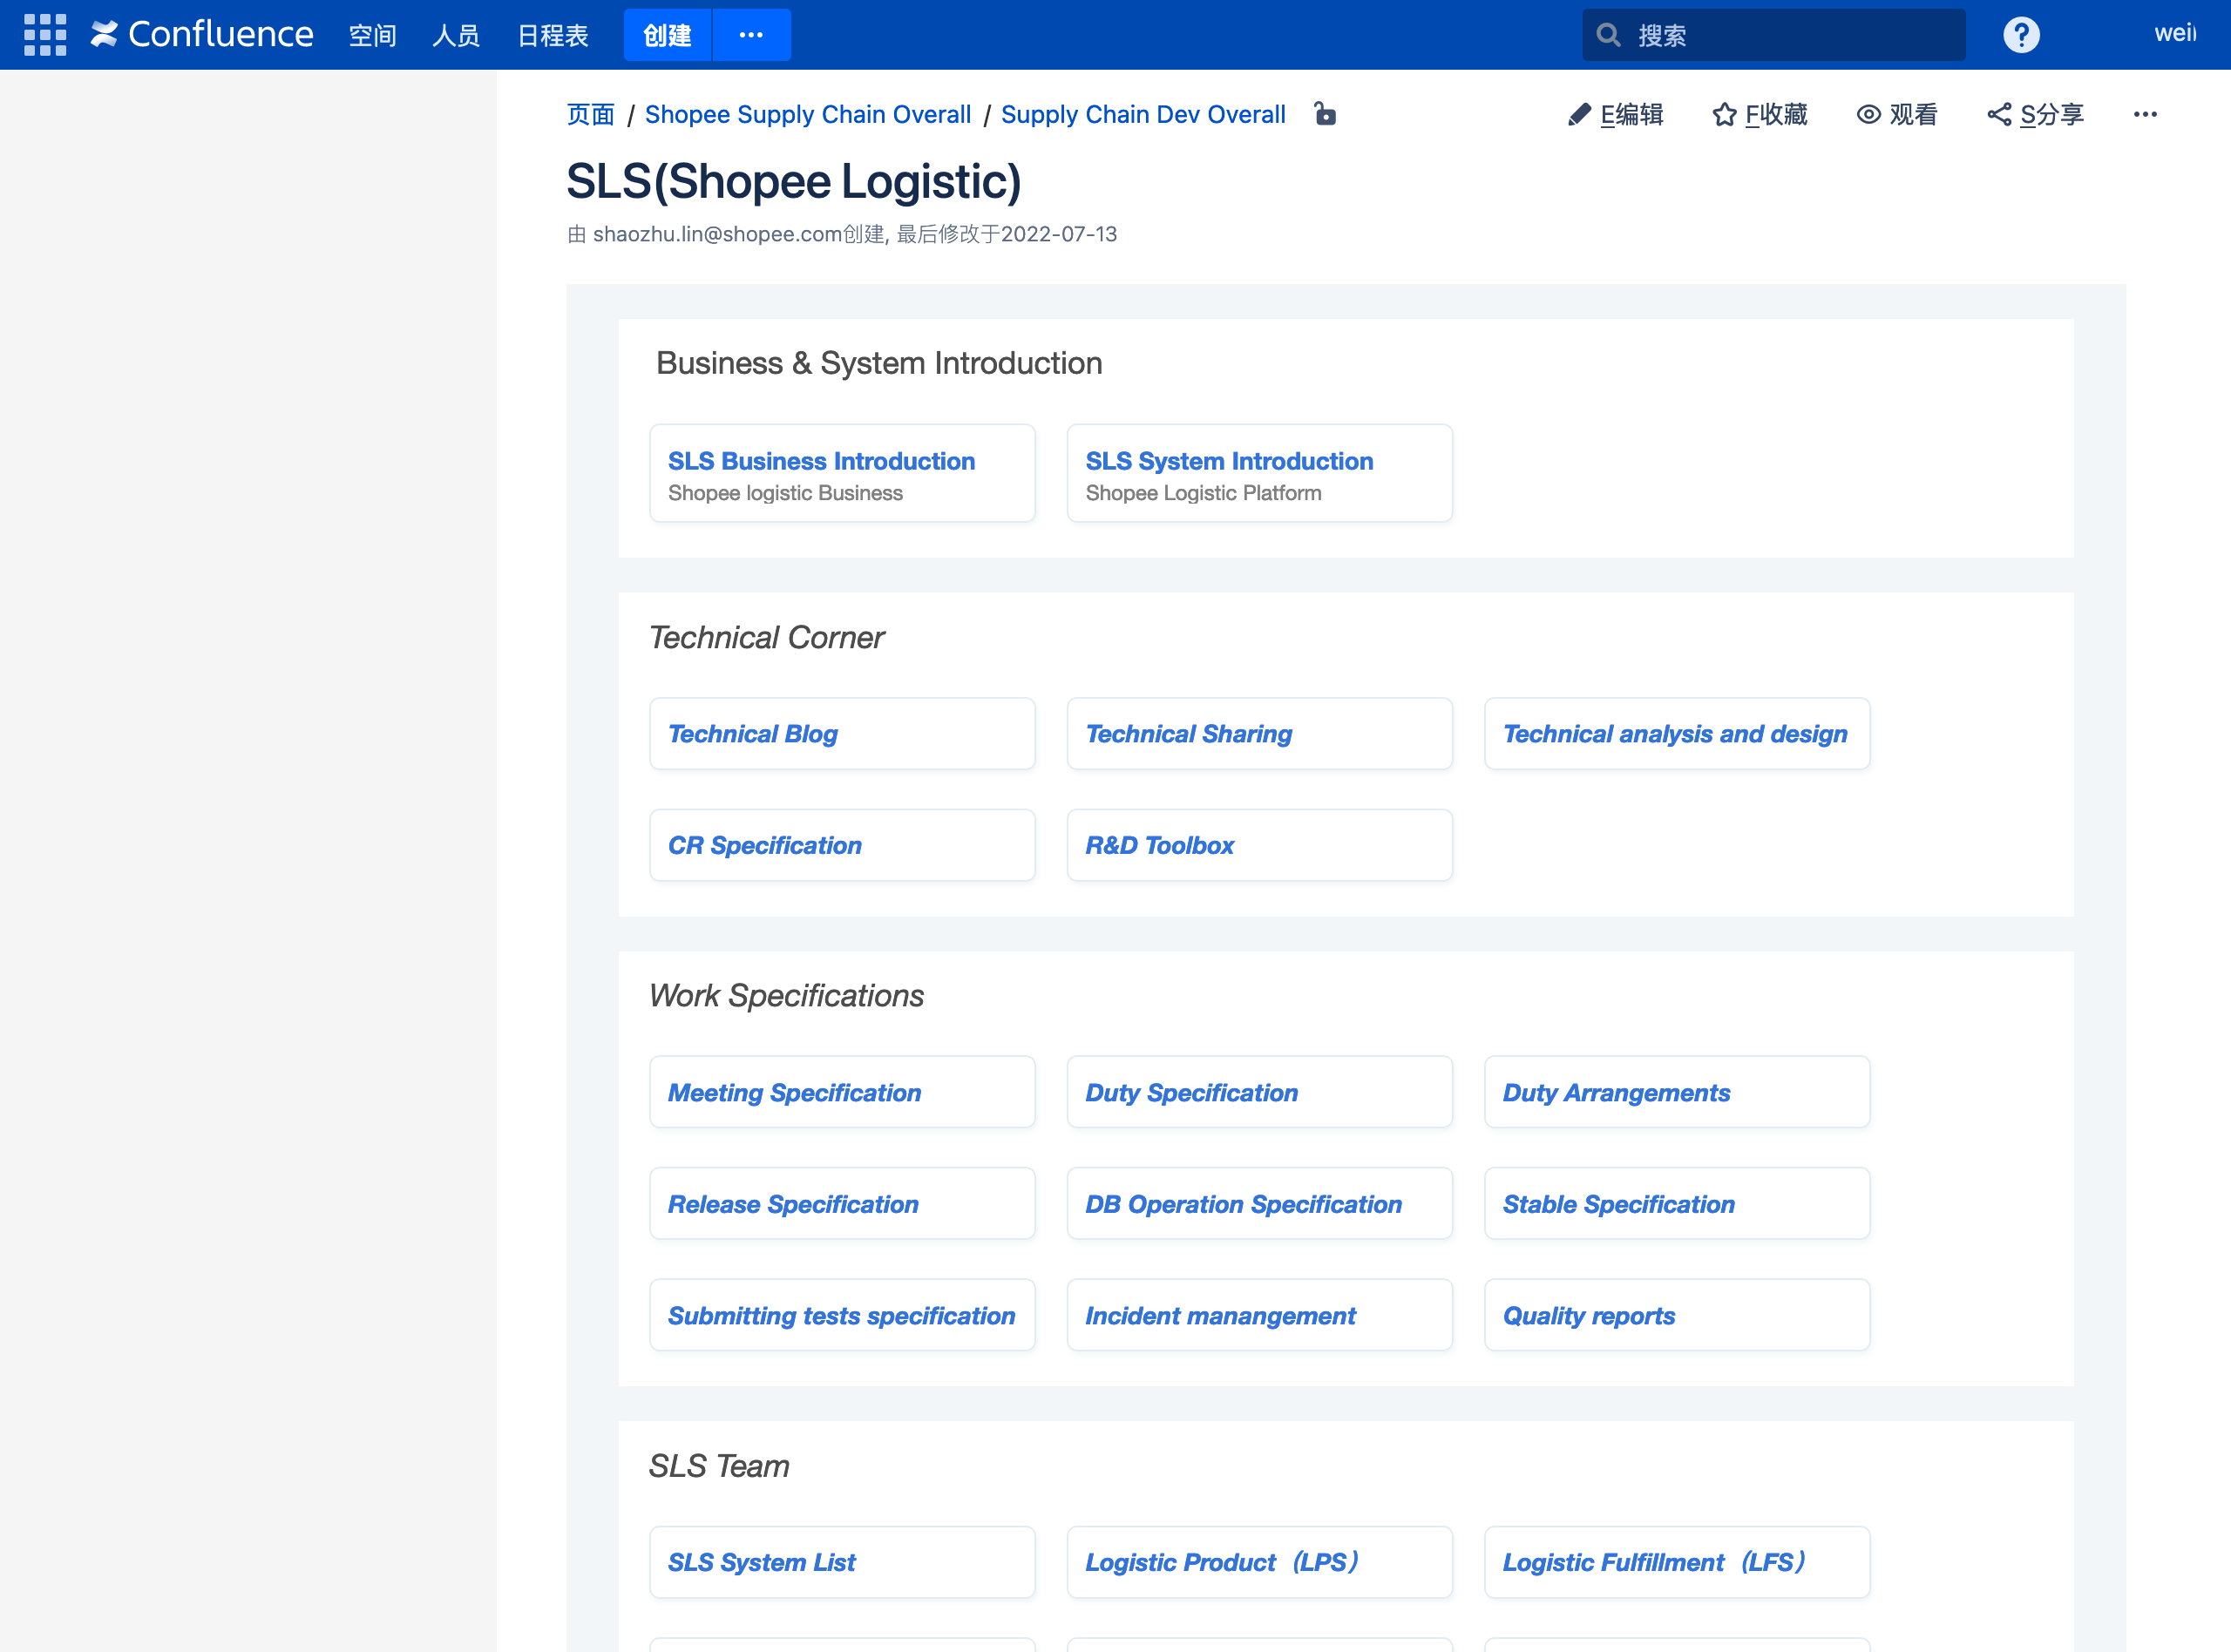 Confluence 空间 人员 日程表 创建 ••• 搜索 ? weil
页面 / Shopee Supply Chain Overall / Supply Chain Dev Overall E编辑 F收藏 观看 S分享 •••
SLS(Shopee Logistic)
由 shaozhu.lin@shopee.com创建, 最后修改于2022-07-13
Business & System Introduction
SLS Business Introduction
Shopee logistic Business
SLS System Introduction
Shopee Logistic Platform
Technical Corner
Technical Blog Technical Sharing Technical analysis and design
CR Specification R&D Toolbox
Work Specifications
Meeting Specification Duty Specification Duty Arrangements
Release Specification DB Operation Specification Stable Specification
Submitting tests specification Incident manangement Quality reports
SLS Team
SLS System List Logistic Product（LPS） Logistic Fulfillment（LFS）